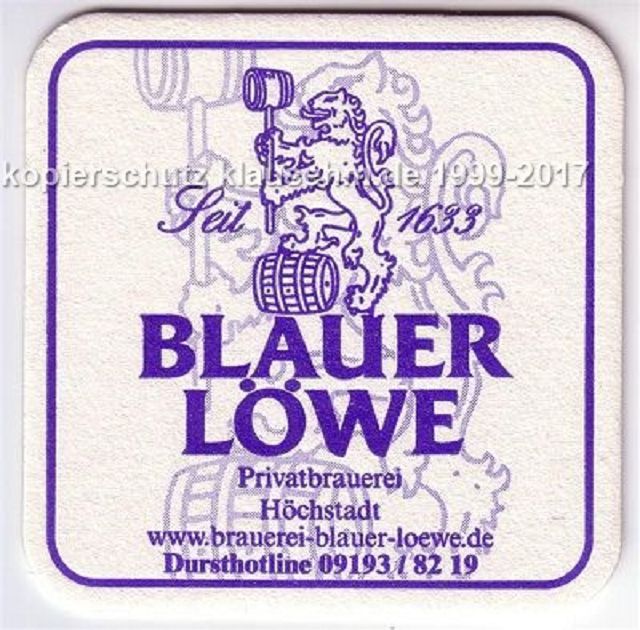 kopierschutz klausehm.de 1999-2017
Seit 1633
BLAUER
LÖWE
Privatbrauerei
Höchstadt
www.brauerei-blauer-loewe.de
Dursthotline 09193 / 82 19